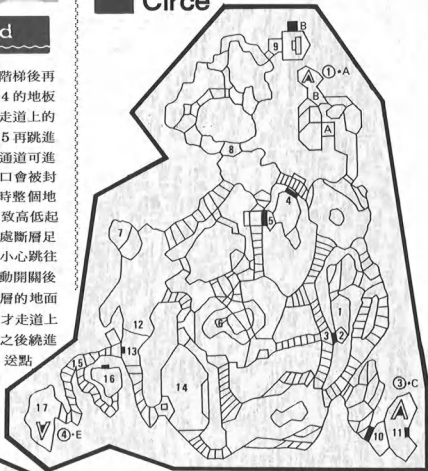 Circe
d
階梯後再
4的地板
走道上的
5再跳進
通道可進
口會被封
時整個地
致高低起
處斷層足
小心跳往
動開關後
層的地面
才走道上
之後繞進
送點
B
9
①·A
B
A
8
4
5
7
6
1
3
2
12
13
15
16
14
17
④·E
③·C
10
11